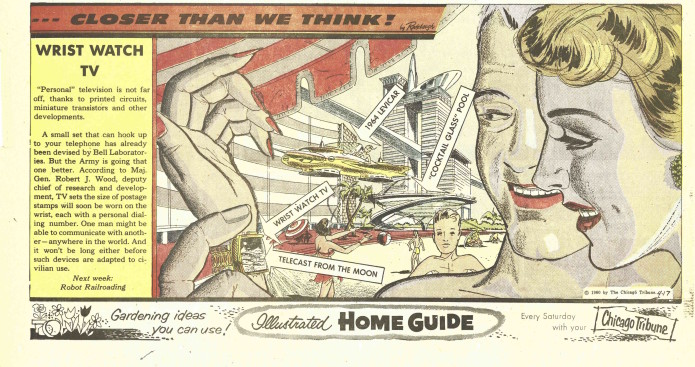 --- CLOSER THAN WE THINK!
by Radebaugh
WRIST WATCH
TV
"Personal" television is not far
off, thanks to printed circuits,
miniature transistors and other
developments.
A small set that can hook up
to your telephone has already
been devised by Bell Laborator-
ies. But the Army is going that
one better. According to Maj.
Gen. Robert J. Wood, deputy
chief of research and develop-
ment, TV sets the size of postage
stamps will soon be worn on the
wrist, each with a personal dial-
ing number. One man might be
able to communicate with anoth-
er—anywhere in the world. And
it won't be long either before
such devices are adapted to ci-
vilian use.
Next week:
Robot Railroading
1964 LEVICAR
"COCKTAIL GLASS" POOL
WRIST WATCH TV
TELECAST FROM THE MOON
© 1960 by The Chicago Tribune
4-17
Gardening ideas
you can use!
Illustrated HOME GUIDE
Every Saturday
with your
Chicago Tribune